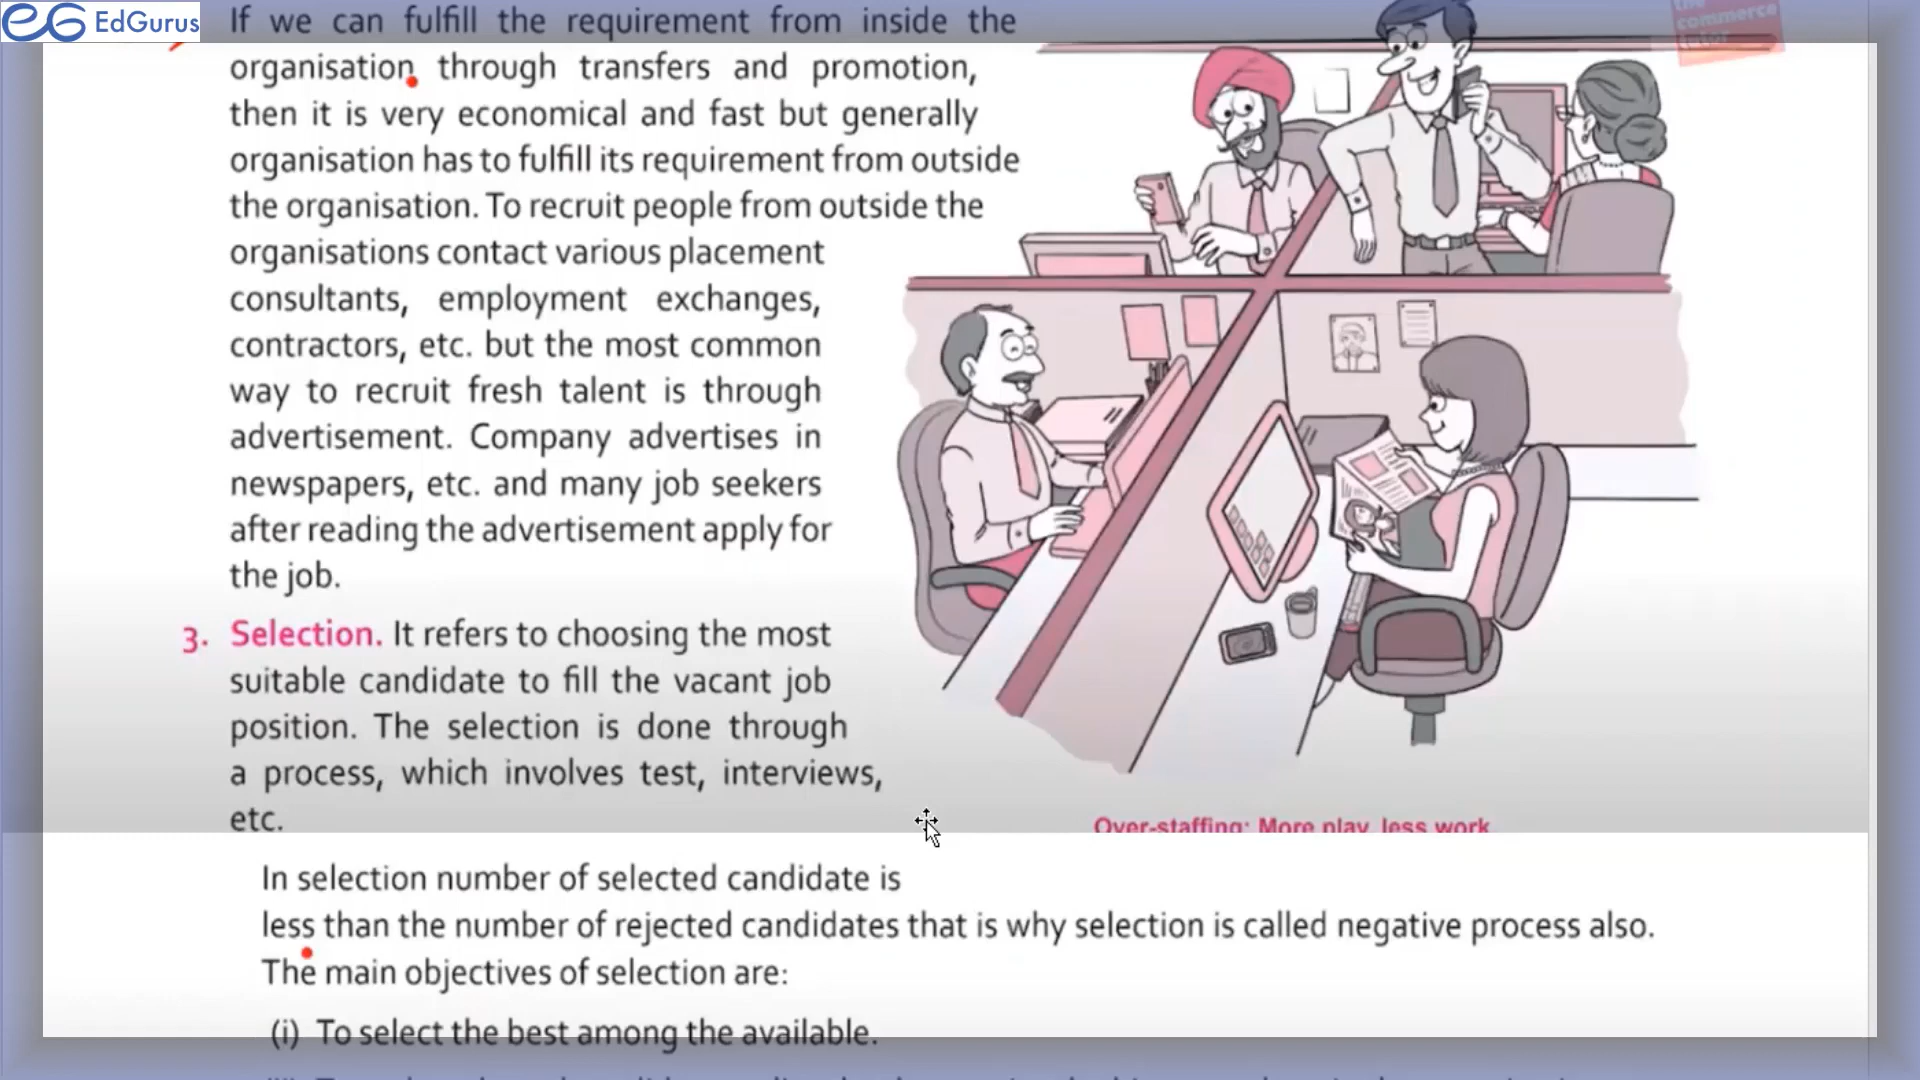 EdGurus
If we can fulfill the requirement from inside the
organisation through transfers and promotion,
then it is very economical and fast but generally
organisation has to fulfill its requirement from outside
the organisation. To recruit people from outside the
organisations contact various placement
consultants, employment exchanges,
contractors, etc. but the most common
way to recruit fresh talent is through
advertisement. Company advertises in
newspapers, etc. and many job seekers
after reading the advertisement apply for
the job.
3. Selection. It refers to choosing the most
suitable candidate to fill the vacant job
position. The selection is done through
a process, which involves test, interviews,
etc.
the
commerce
tutor
Over-staffing: More play, less work
In selection number of selected candidate is
less than the number of rejected candidates that is why selection is called negative process also.
The main objectives of selection are:
(i) To select the best among the available.